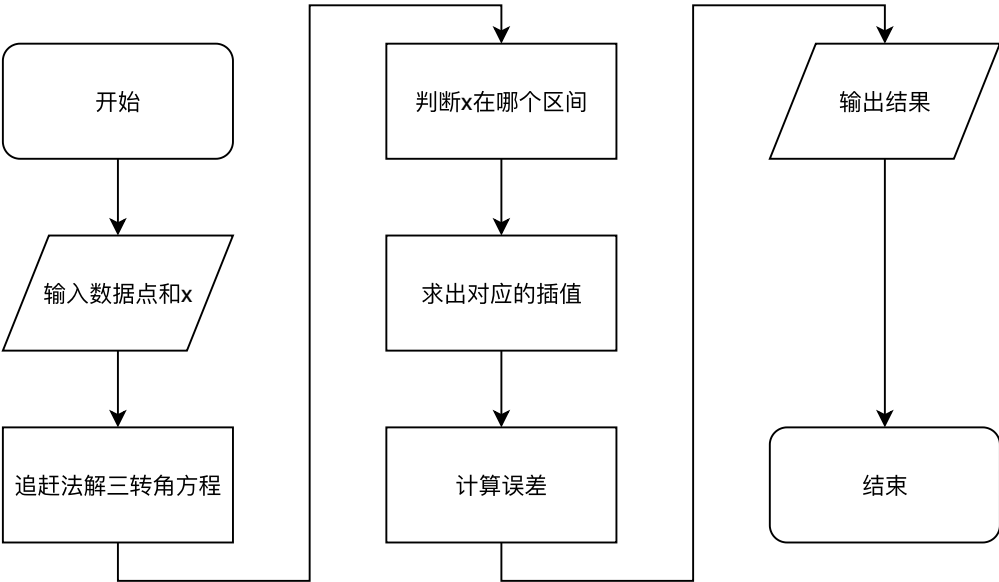 开始
输入数据点和x
追赶法解三转角方程
判断x在哪个区间
求出对应的插值
计算误差
输出结果
结束